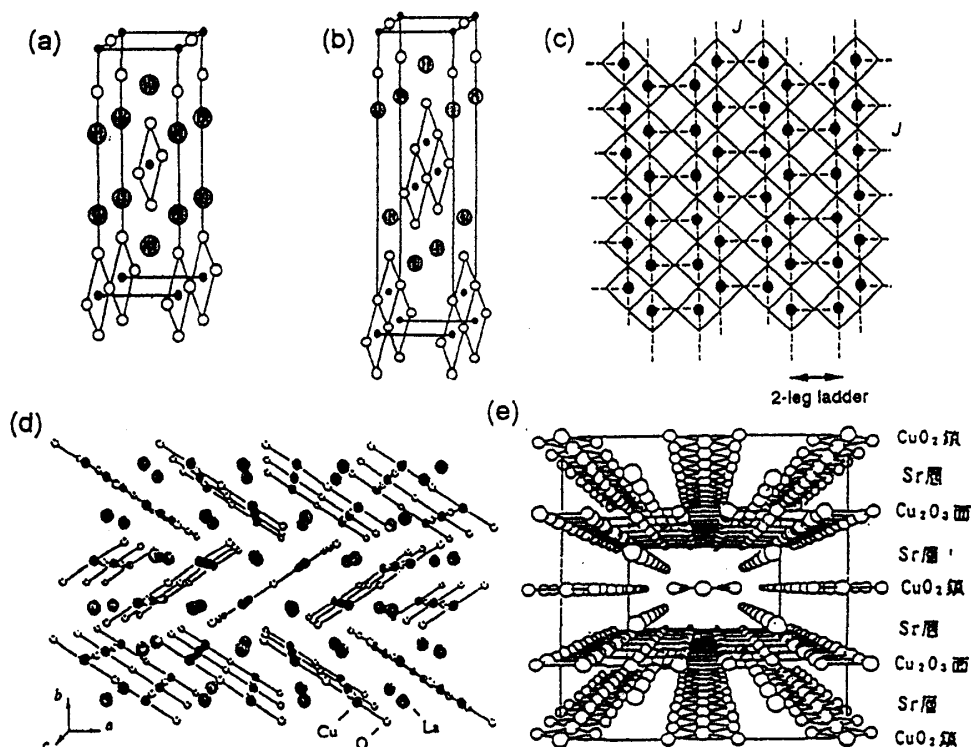 (a)
(b)
(c)
J
J
2-leg ladder
(d)
b
a
c
Cu
O
La
(e)
CuO₂鎖
Sr層
Cu₂O₃面
Sr層
CuO₂鎖
Sr層
Cu₂O₃面
Sr層
CuO₂鎖